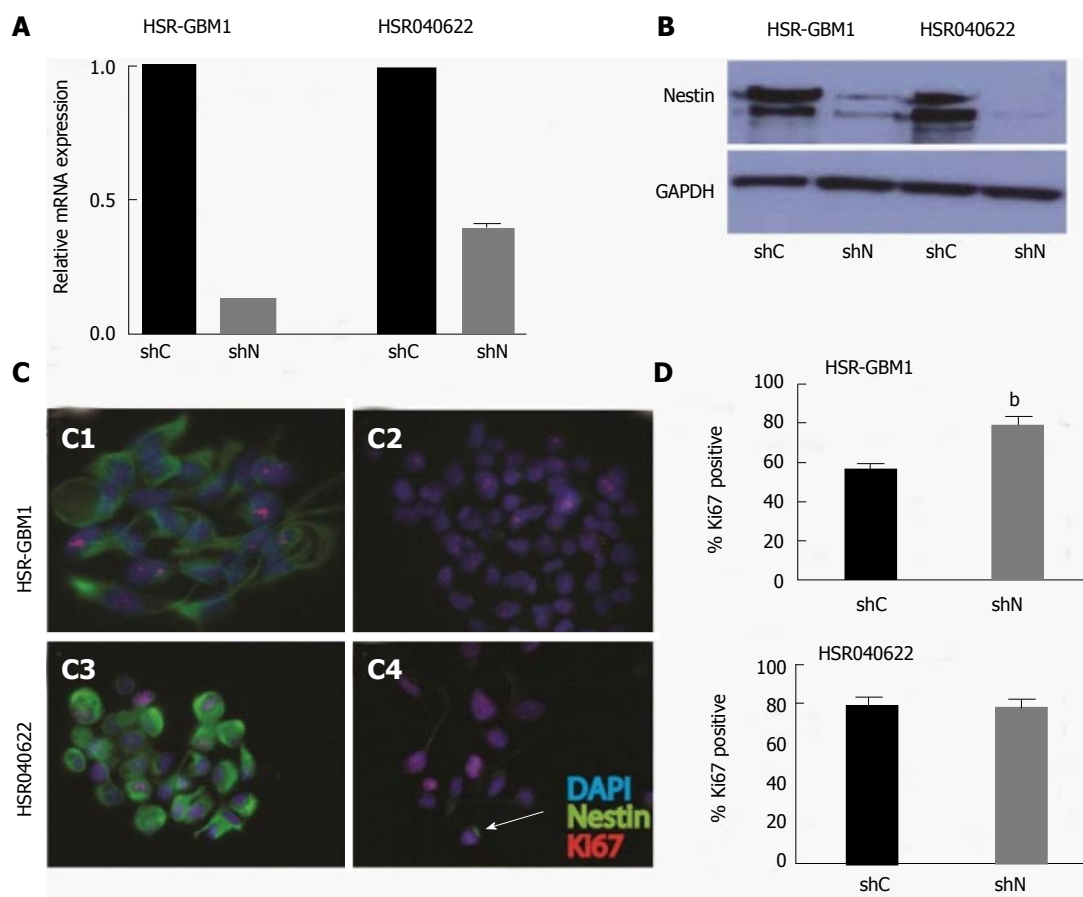 A
HSR-GBM1
HSR040622
Relative mRNA expression
1.0
0.5
0.0
shC
shN
shC
shN
B
HSR-GBM1
HSR040622
Nestin
GAPDH
shC
shN
shC
shN
C
HSR-GBM1
HSR040622
C1
C2
C3
C4
DAPI
Nestin
Ki67
D
HSR-GBM1
% Ki67 positive
100
80
60
40
20
0
b
shC
shN
HSR040622
% Ki67 positive
100
80
60
40
20
0
shC
shN